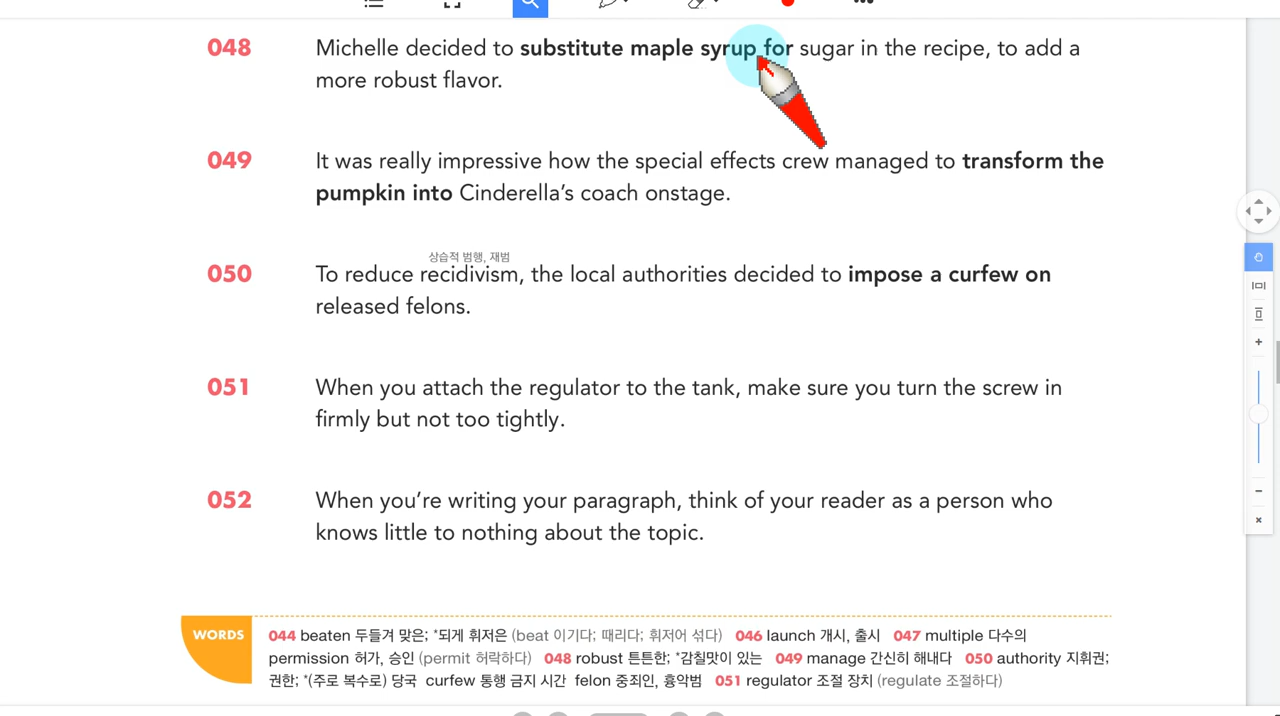 048 Michelle decided to substitute maple syrup for sugar in the recipe, to add a
more robust flavor.
049 It was really impressive how the special effects crew managed to transform the
pumpkin into Cinderella’s coach onstage.
상습적 범행, 재범
050 To reduce recidivism, the local authorities decided to impose a curfew on
released felons.
051 When you attach the regulator to the tank, make sure you turn the screw in
firmly but not too tightly.
052 When you’re writing your paragraph, think of your reader as a person who
knows little to nothing about the topic.
WORDS 044 beaten 두들겨 맞은; *되게 휘저은 (beat 이기다; 때리다; 휘저어 섞다) 046 launch 개시, 출시 047 multiple 다수의
permission 허가, 승인 (permit 허락하다) 048 robust 튼튼한; *감칠맛이 있는 049 manage 간신히 해내다 050 authority 지휘권;
권한; *(주로 복수로) 당국 curfew 통행 금지 시간 felon 중죄인, 흉악범 051 regulator 조절 장치 (regulate 조절하다)